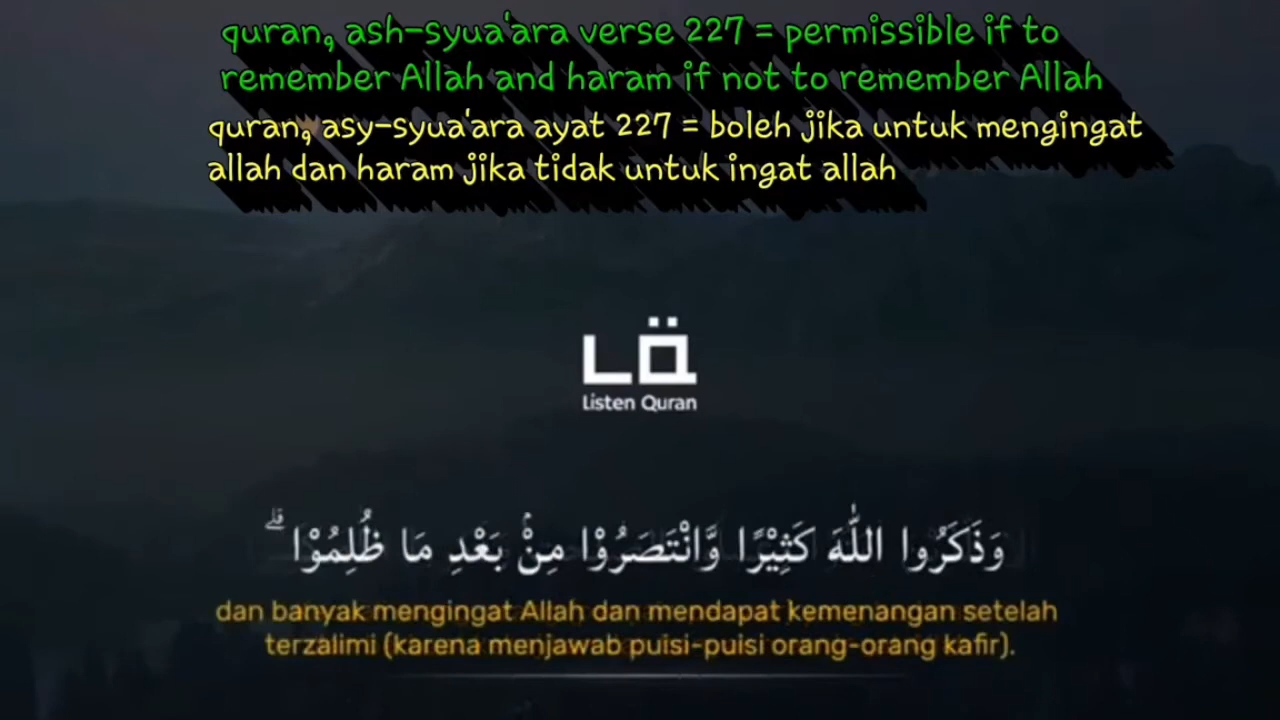 quran, ash-syua'ara verse 227 = permissible if to
remember Allah and haram if not to remember Allah
quran, asy-syua'ara ayat 227 = boleh jika untuk mengingat
allah dan haram jika tidak untuk ingat allah
LQ
Listen Quran
وَذَكَرُوا اللّٰهَ كَثِيْرًا وَّانْتَصَرُوْا مِنْۢ بَعْدِ مَا ظُلِمُوْا ۗ
dan banyak mengingat Allah dan mendapat kemenangan setelah
terzalimi (karena menjawab puisi-puisi orang-orang kafir).